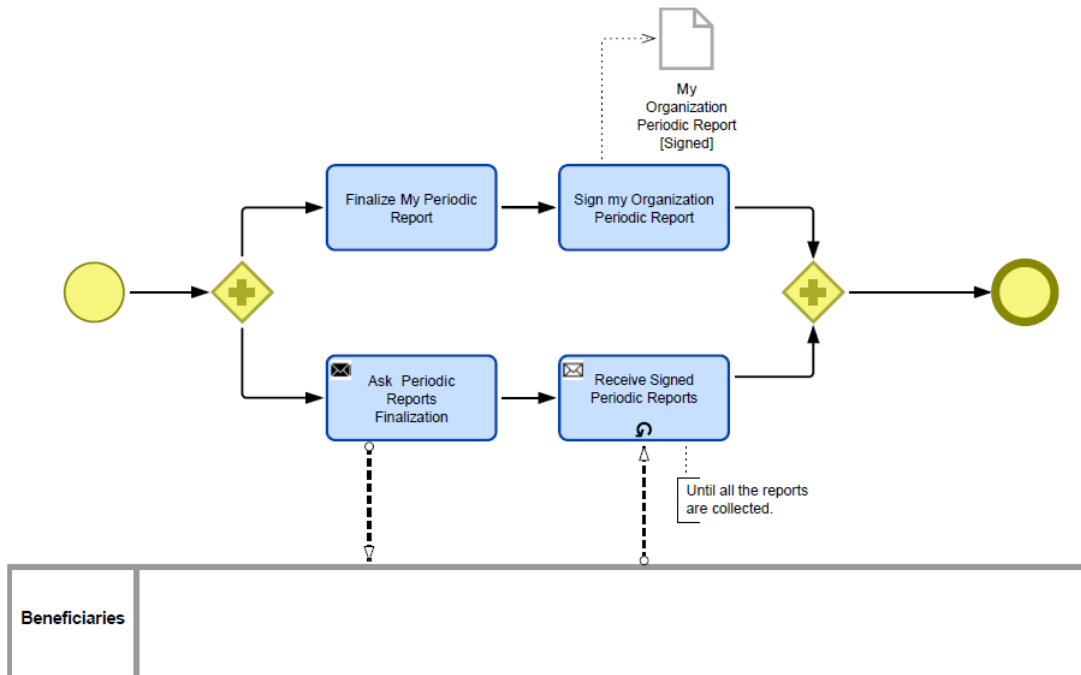 My
Organization
Periodic Report
[Signed]
Finalize My Periodic
Report
Sign my Organization
Periodic Report
Ask Periodic
Reports
Finalization
Receive Signed
Periodic Reports
Until all the reports
are collected.
Beneficiaries